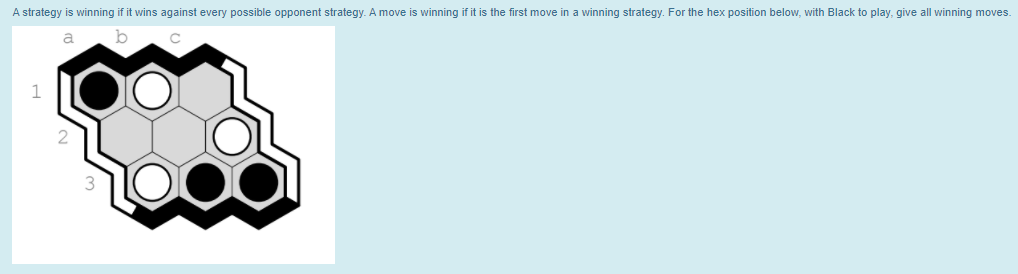 A strategy is winning if it wins against every possible opponent strategy. A move is winning if it is the first move in a winning strategy. For the hex position below, with Black to play, give all winning moves.
a b c
1
2
3